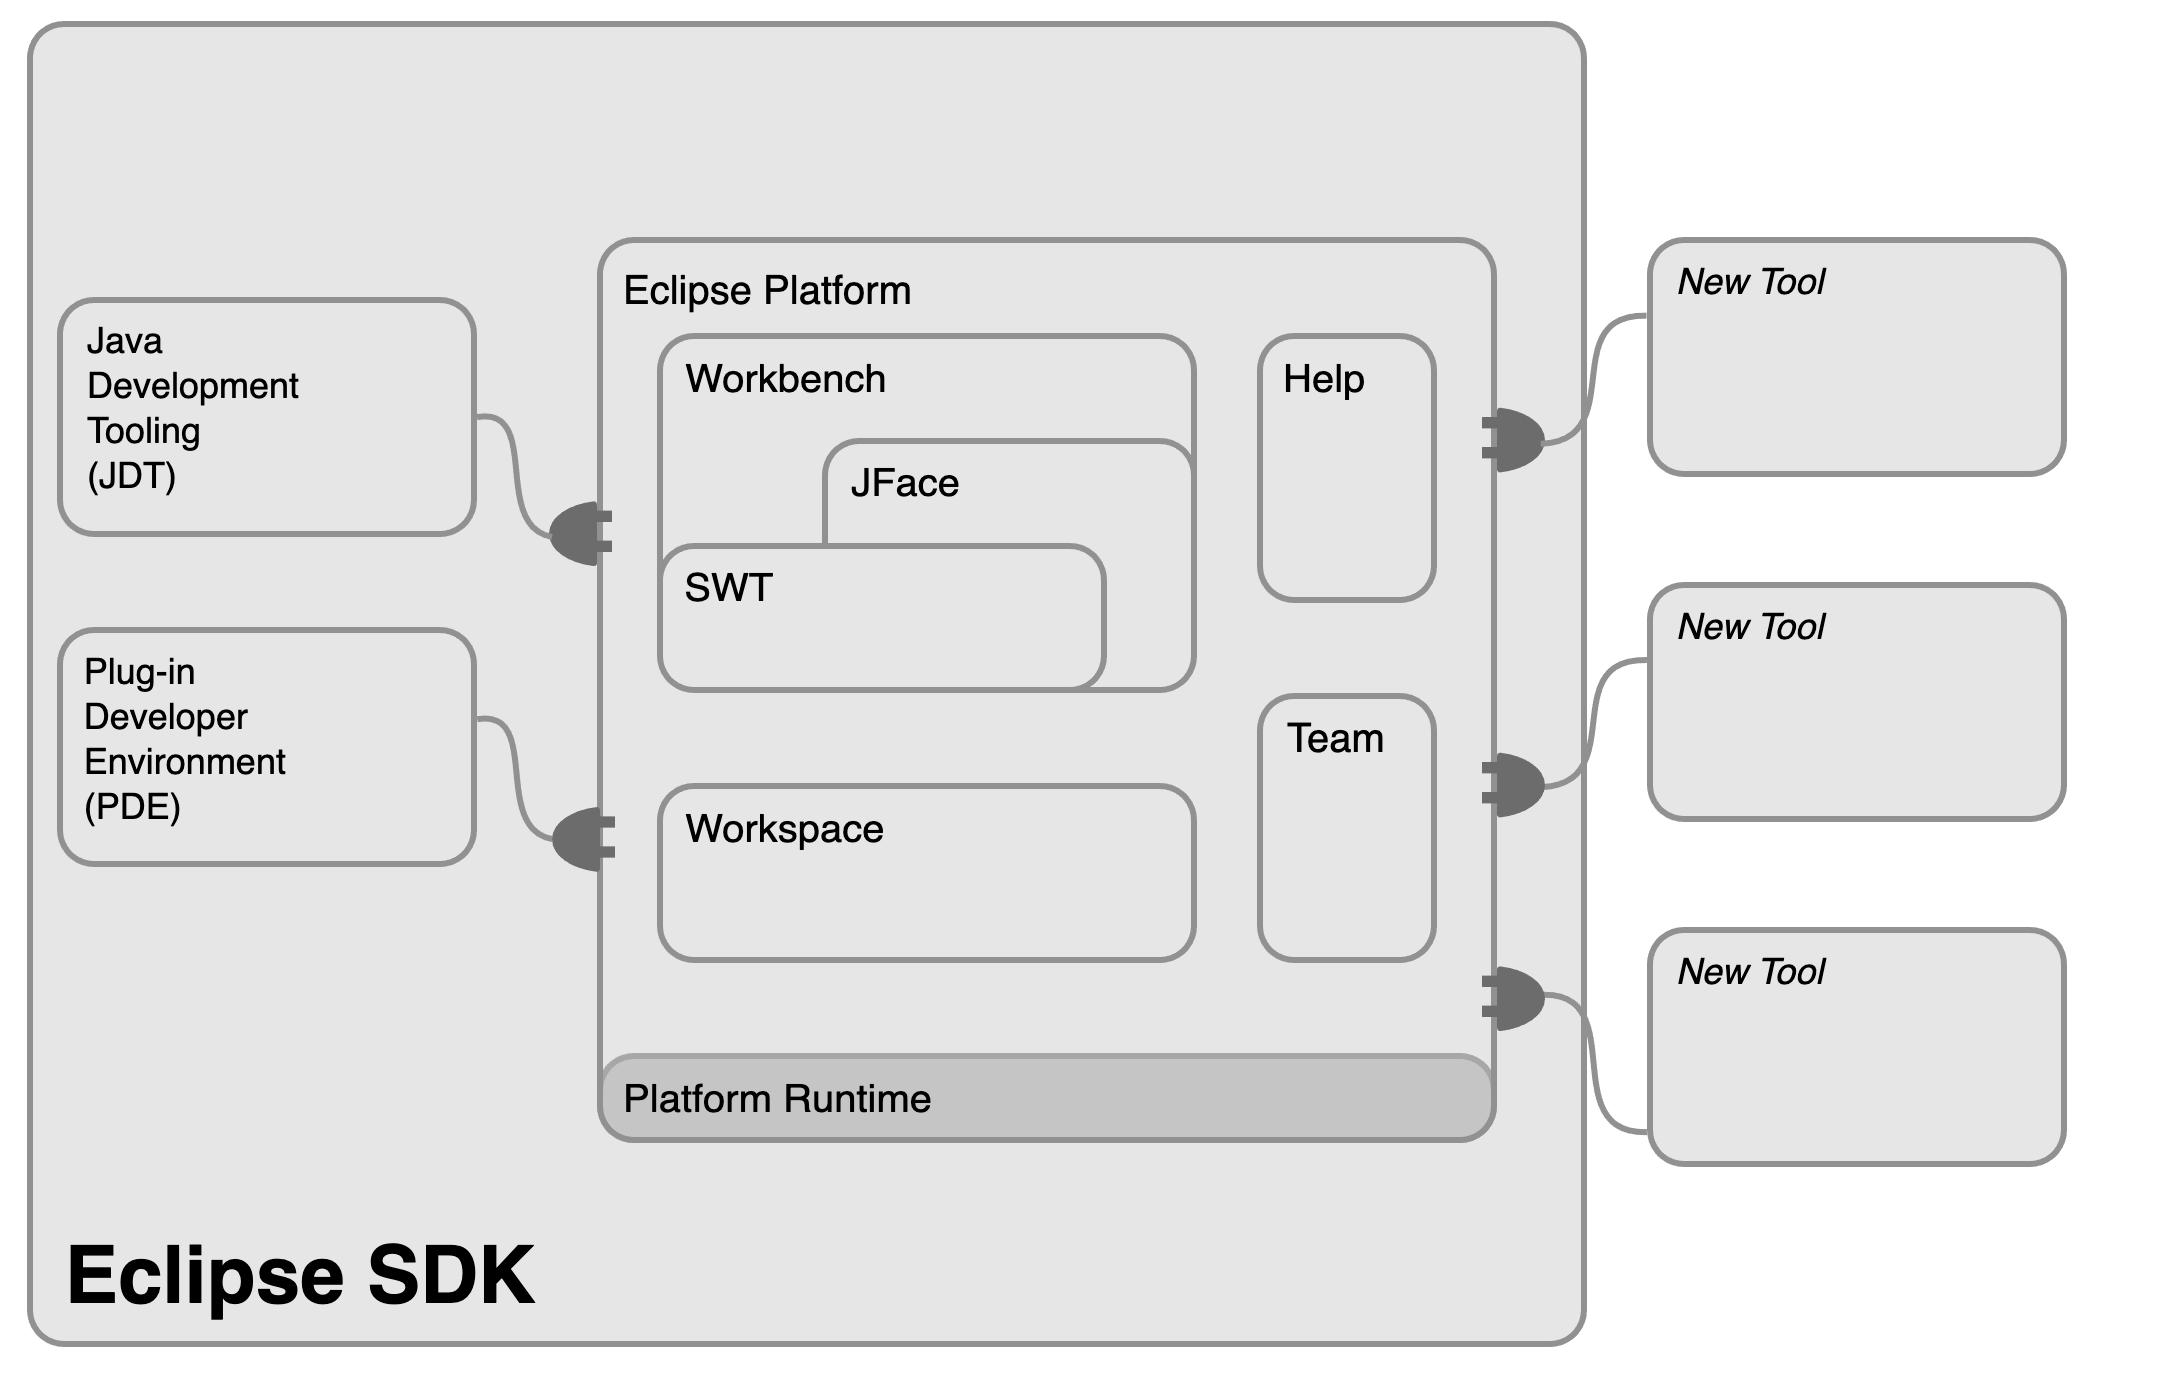 Eclipse Platform
Java
Development
Tooling
(JDT)
Workbench
JFace
SWT
Help
New Tool
Plug-in
Developer
Environment
(PDE)
Workspace
Team
New Tool
New Tool
Platform Runtime
Eclipse SDK